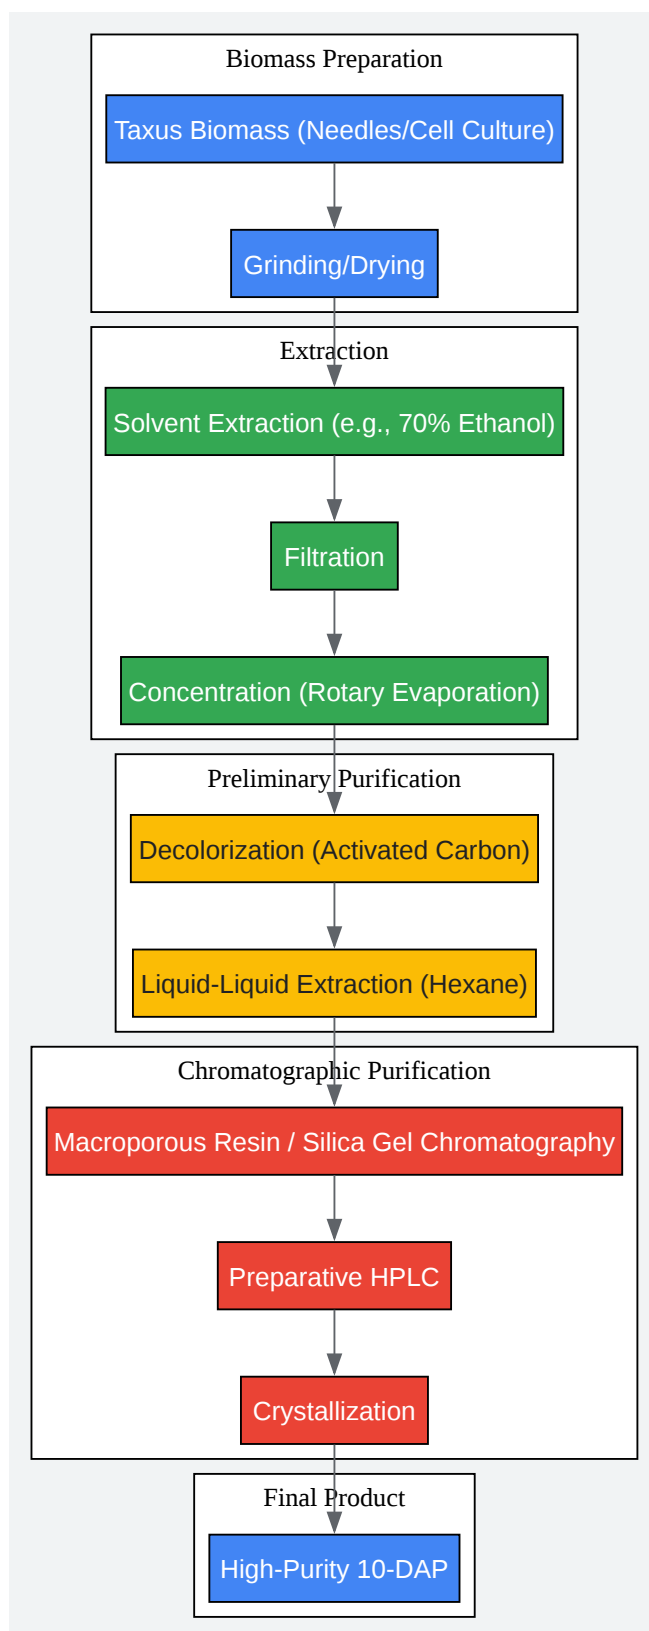 Biomass Preparation
Taxus Biomass (Needles/Cell Culture)
Grinding/Drying
Extraction
Solvent Extraction (e.g., 70% Ethanol)
Filtration
Concentration (Rotary Evaporation)
Preliminary Purification
Decolorization (Activated Carbon)
Liquid-Liquid Extraction (Hexane)
Chromatographic Purification
Macroporous Resin / Silica Gel Chromatography
Preparative HPLC
Crystallization
Final Product
High-Purity 10-DAP